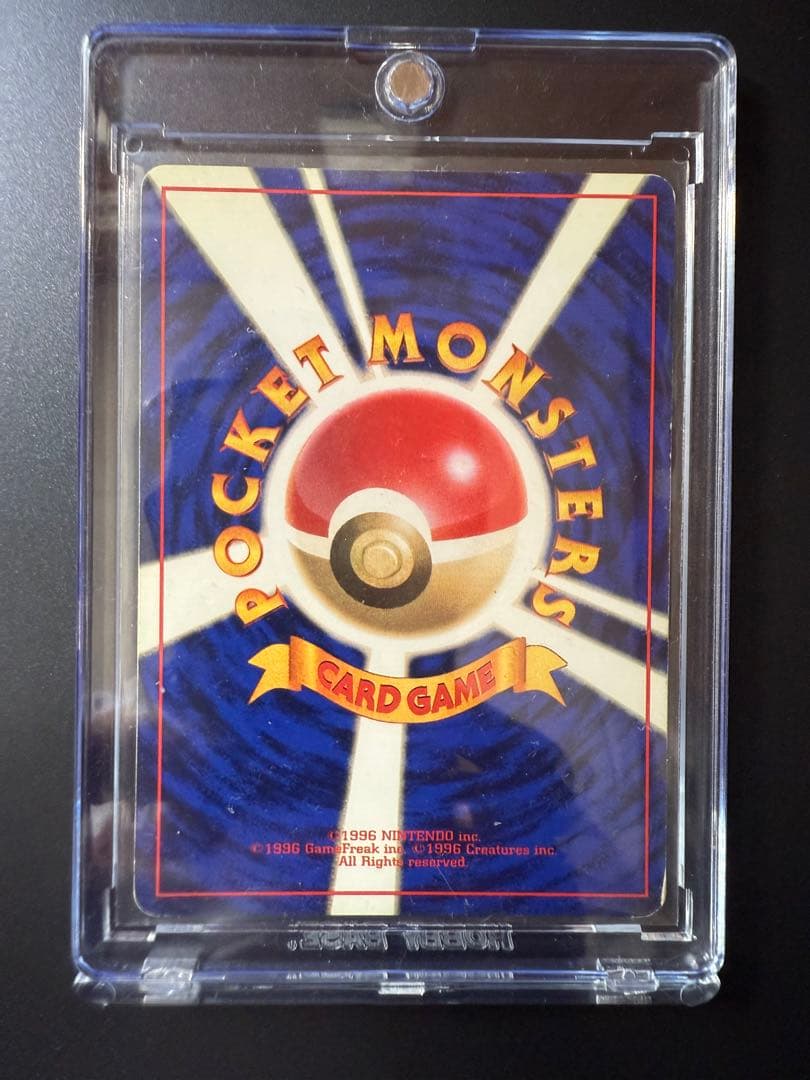 POCKET MONSTERS
CARD GAME
©1996 NINTENDO inc.
©1996 GameFreak inc. ©1996 Creatures inc.
All Rights reserved.